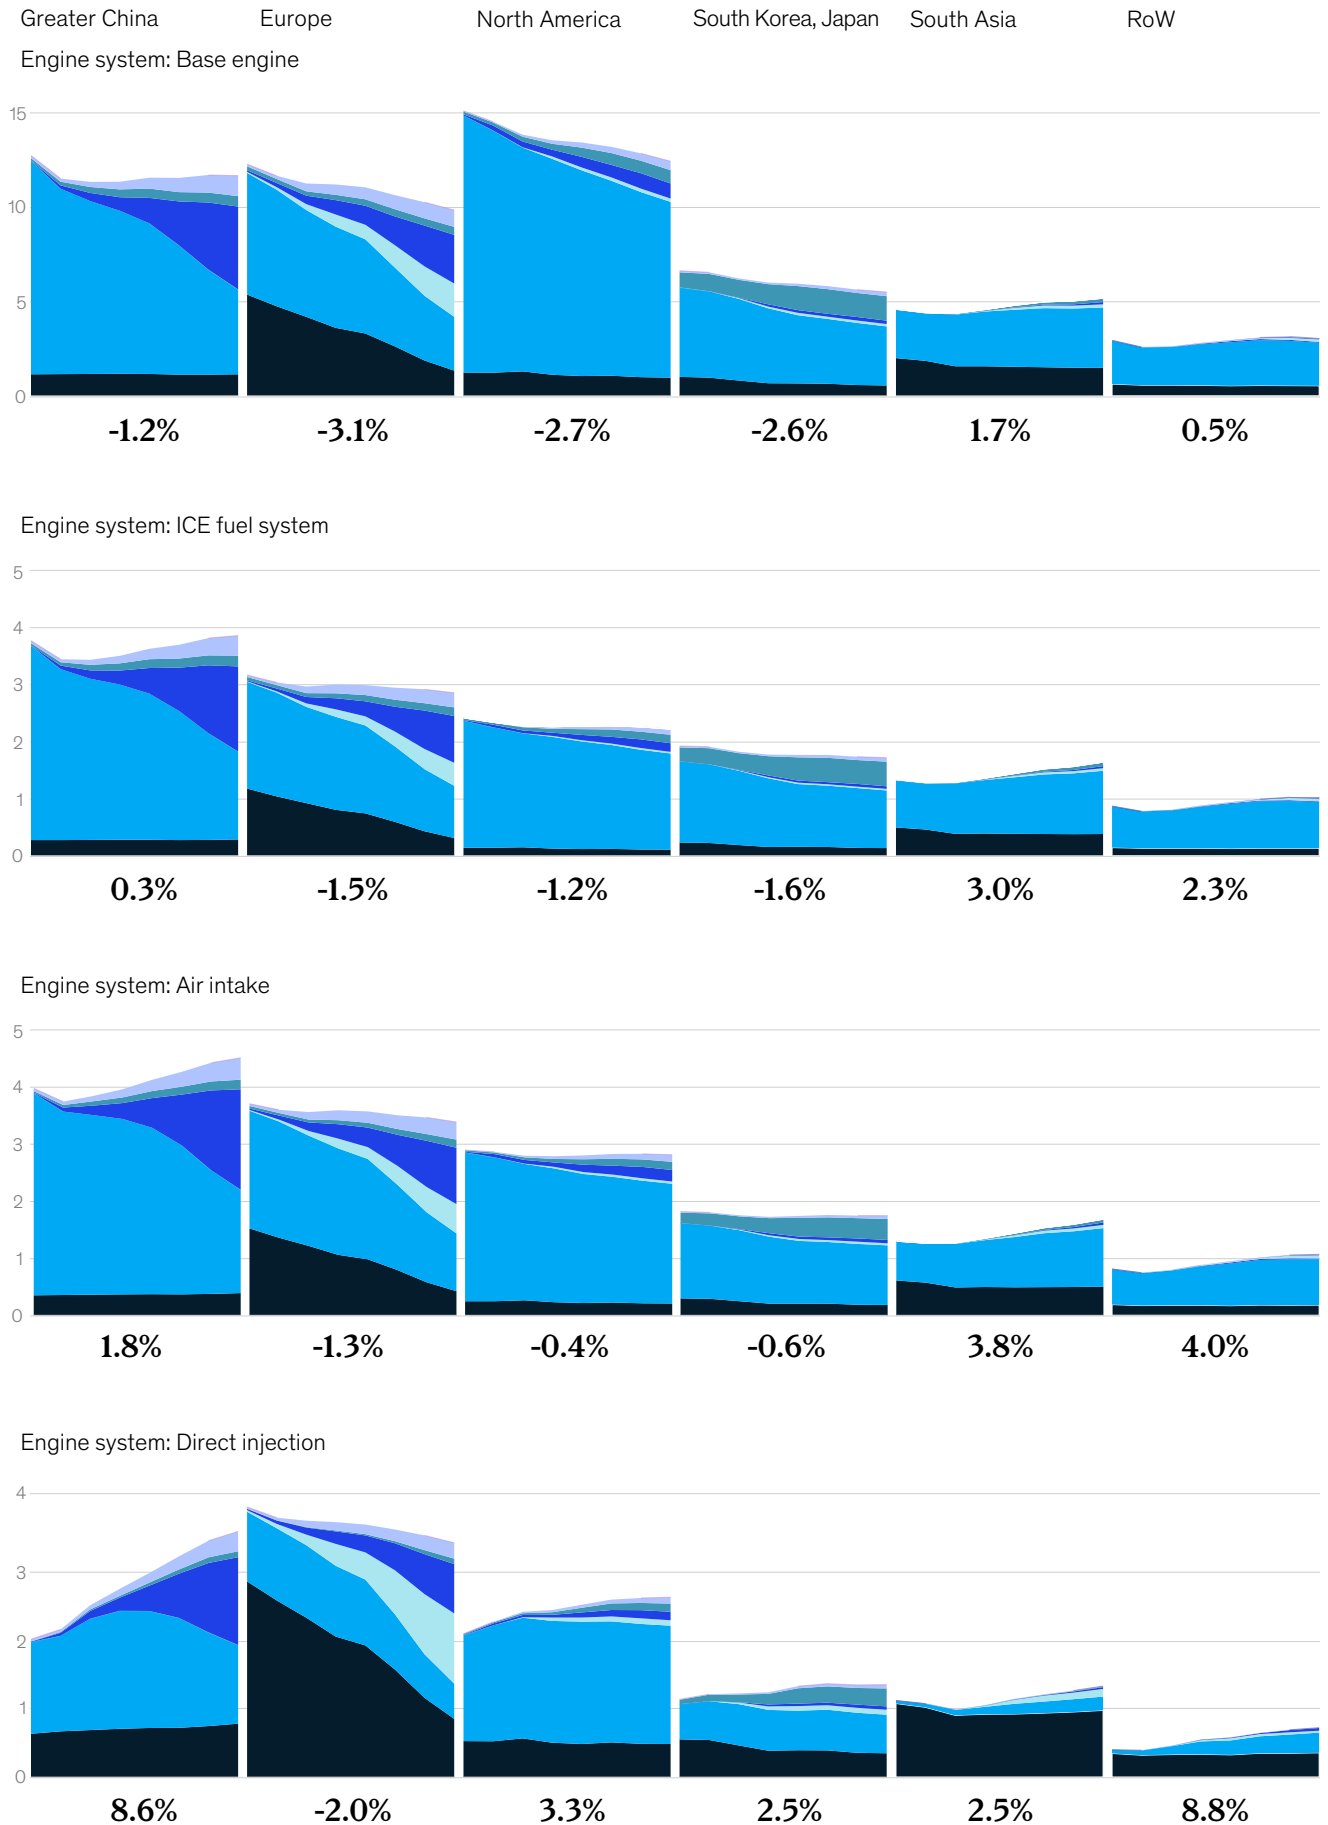 Greater China Europe North America South Korea, Japan South Asia RoW
Engine system: Base engine
15
10
5
0
-1.2% -3.1% -2.7% -2.6% 1.7% 0.5%
Engine system: ICE fuel system
5
4
3
2
1
0
0.3% -1.5% -1.2% -1.6% 3.0% 2.3%
Engine system: Air intake
5
4
3
2
1
0
1.8% -1.3% -0.4% -0.6% 3.8% 4.0%
Engine system: Direct injection
4
3
2
1
0
8.6% -2.0% 3.3% 2.5% 2.5% 8.8%